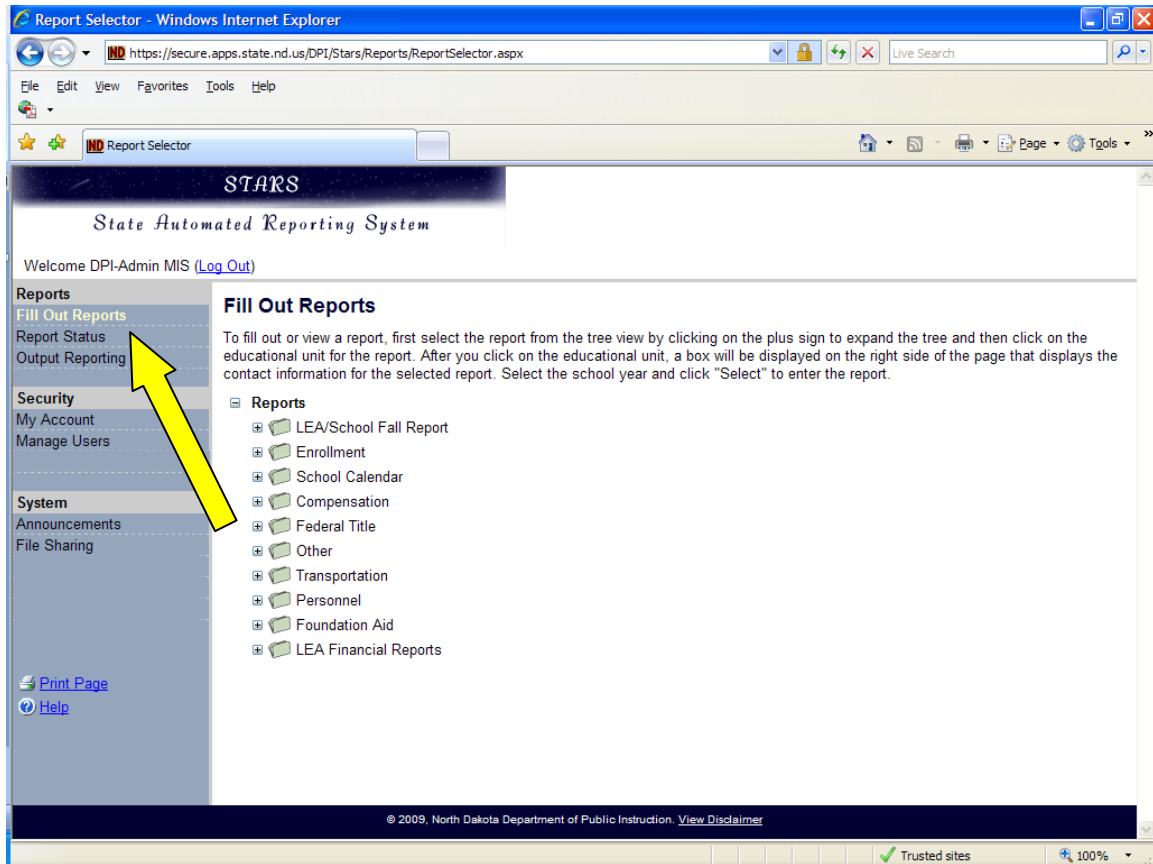 Report Selector - Windows Internet Explorer
ND https://secure.apps.state.nd.us/DPI/Stars/Reports/ReportSelector.aspx
Live Search
File Edit View Favorites Tools Help
ND Report Selector
Page Tools
STARS
State Automated Reporting System
Welcome DPI-Admin MIS (Log Out)
Reports
Fill Out Reports
Report Status
Output Reporting
Security
My Account
Manage Users
System
Announcements
File Sharing
Print Page
Help
Fill Out Reports
To fill out or view a report, first select the report from the tree view by clicking on the plus sign to expand the tree and then click on the
educational unit for the report. After you click on the educational unit, a box will be displayed on the right side of the page that displays the
contact information for the selected report. Select the school year and click "Select" to enter the report.
Reports
LEA/School Fall Report
Enrollment
School Calendar
Compensation
Federal Title
Other
Transportation
Personnel
Foundation Aid
LEA Financial Reports
© 2009, North Dakota Department of Public Instruction. View Disclaimer
Trusted sites
100%